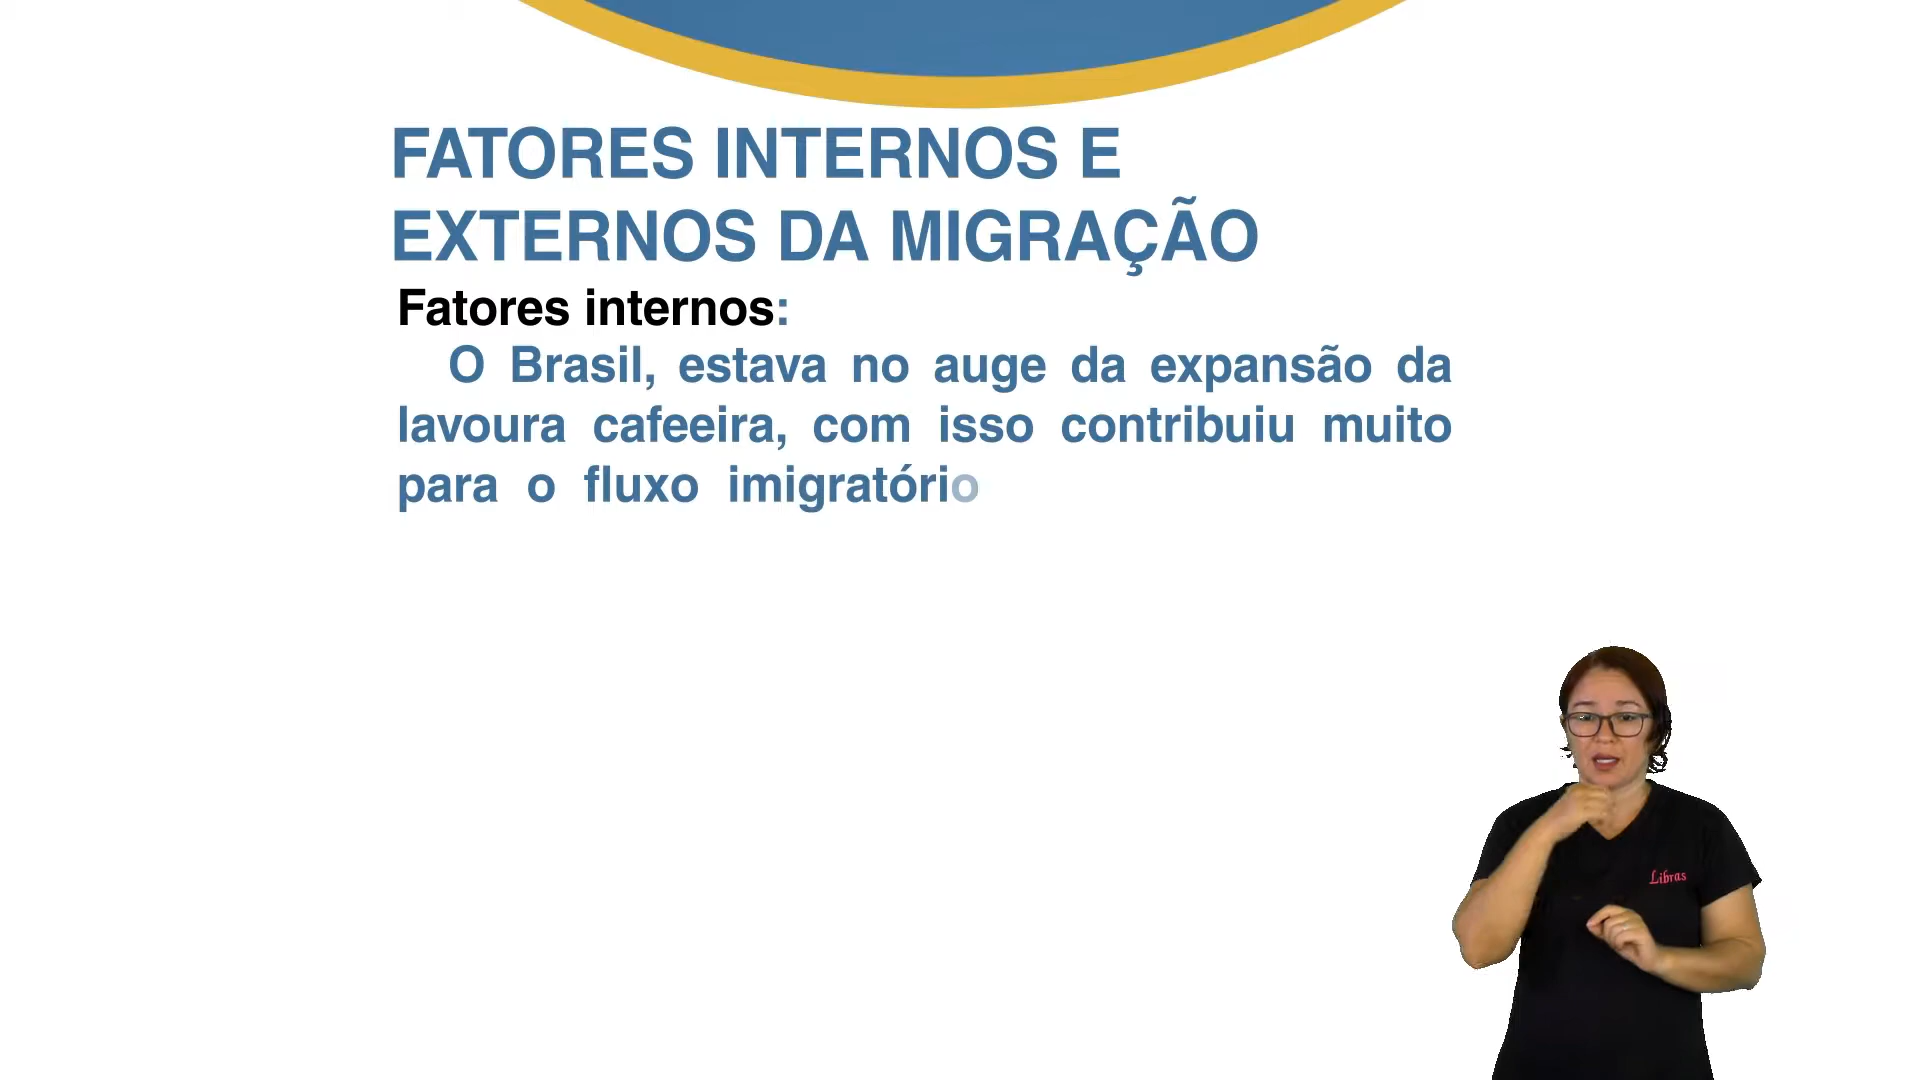 FATORES INTERNOS E
EXTERNOS DA MIGRAÇÃO
Fatores internos:
O Brasil, estava no auge da expansão da
lavoura cafeeira, com isso contribuiu muito
para o fluxo imigratório
Libras